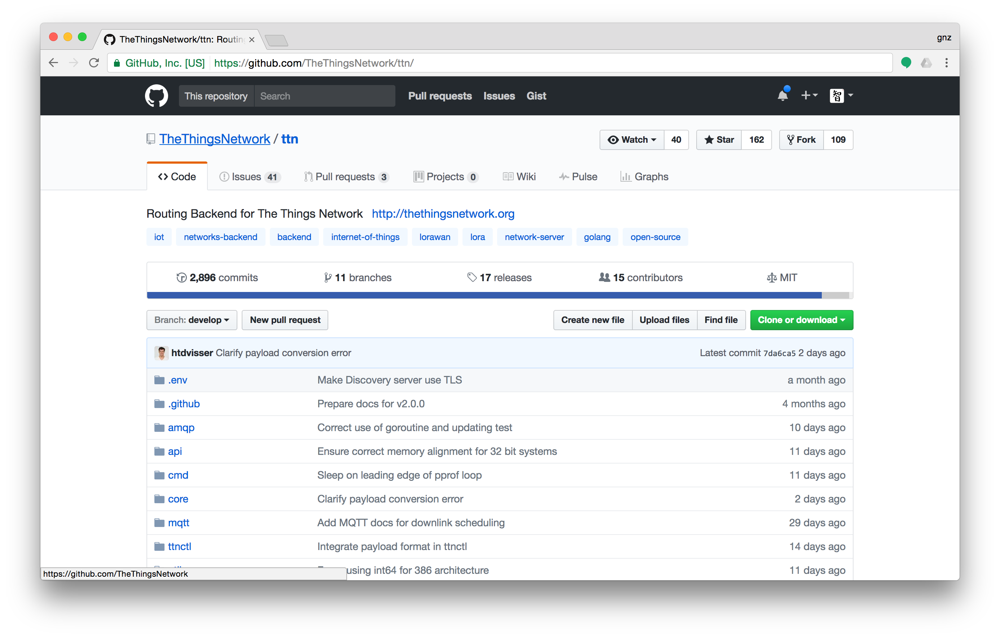 TheThingsNetwork/ttn: Routing
gnz
GitHub, Inc. [US] https://github.com/TheThingsNetwork/ttn/
This repository Search Pull requests Issues Gist 智
TheThingsNetwork / ttn Watch 40 Star 162 Fork 109
Code Issues 41 Pull requests 3 Projects 0 Wiki Pulse Graphs
Routing Backend for The Things Network http://thethingsnetwork.org
iot networks-backend backend internet-of-things lorawan lora network-server golang open-source
2,896 commits 11 branches 17 releases 15 contributors MIT
Branch: develop New pull request Create new file Upload files Find file Clone or download
htdvisser Clarify payload conversion error Latest commit 7da6ca5 2 days ago
.env Make Discovery server use TLS a month ago
.github Prepare docs for v2.0.0 4 months ago
amqp Correct use of goroutine and updating test 10 days ago
api Ensure correct memory alignment for 32 bit systems 11 days ago
cmd Sleep on leading edge of pprof loop 11 days ago
core Clarify payload conversion error 2 days ago
mqtt Add MQTT docs for downlink scheduling 29 days ago
ttnctl Integrate payload format in ttnctl 14 days ago
using int64 for 386 architecture 11 days ago
https://github.com/TheThingsNetwork